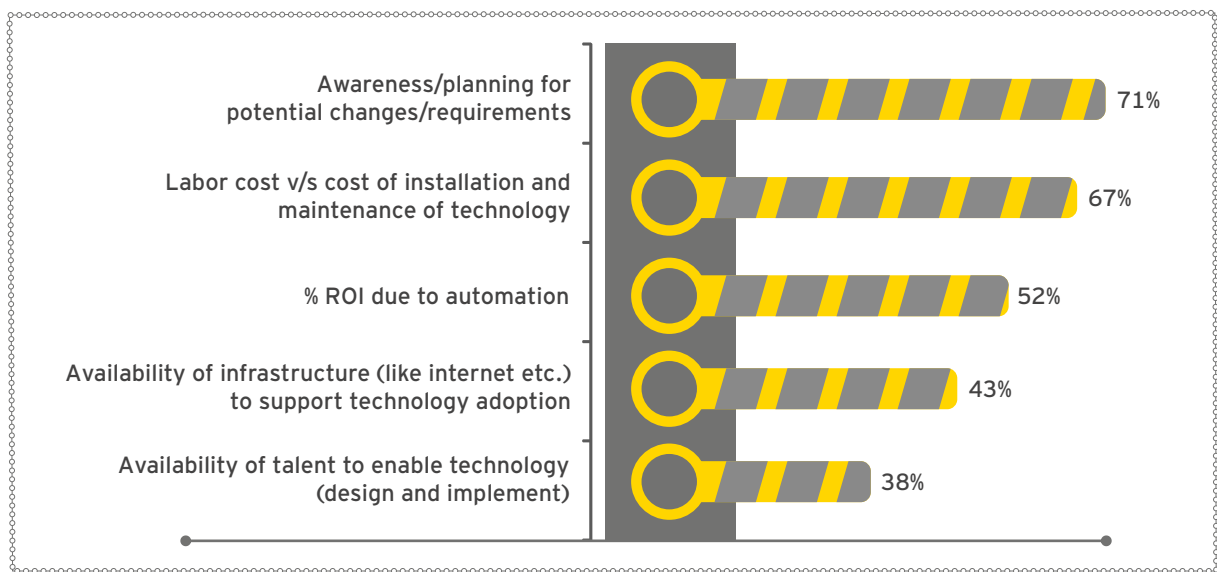 Awareness/planning for
potential changes/requirements
71%
Labor cost v/s cost of installation and
maintenance of technology
67%
% ROI due to automation
52%
Availability of infrastructure (like internet etc.)
to support technology adoption
43%
Availability of talent to enable technology
(design and implement)
38%